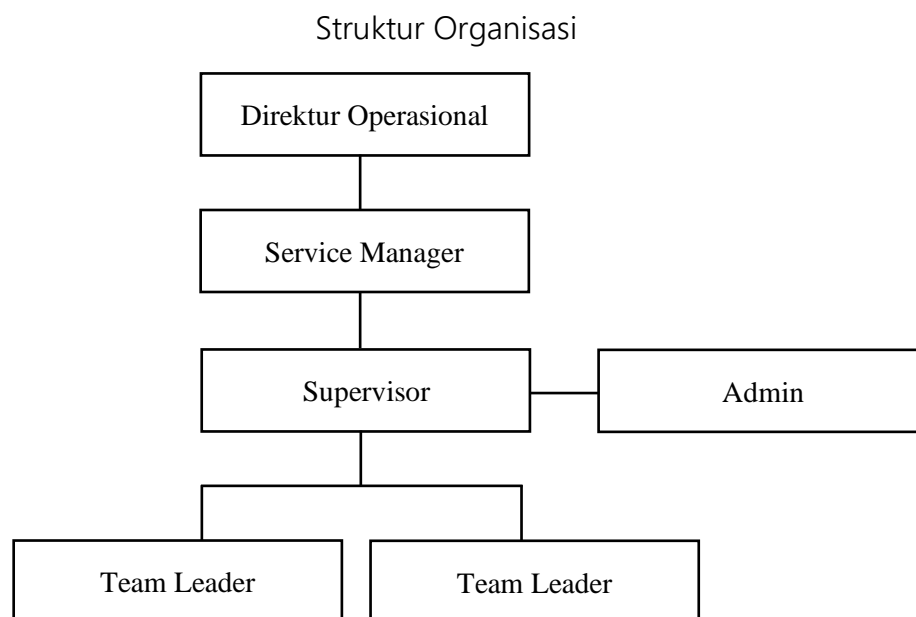 Struktur Organisasi
Direktur Operasional
Service Manager
Supervisor
Admin
Team Leader
Team Leader